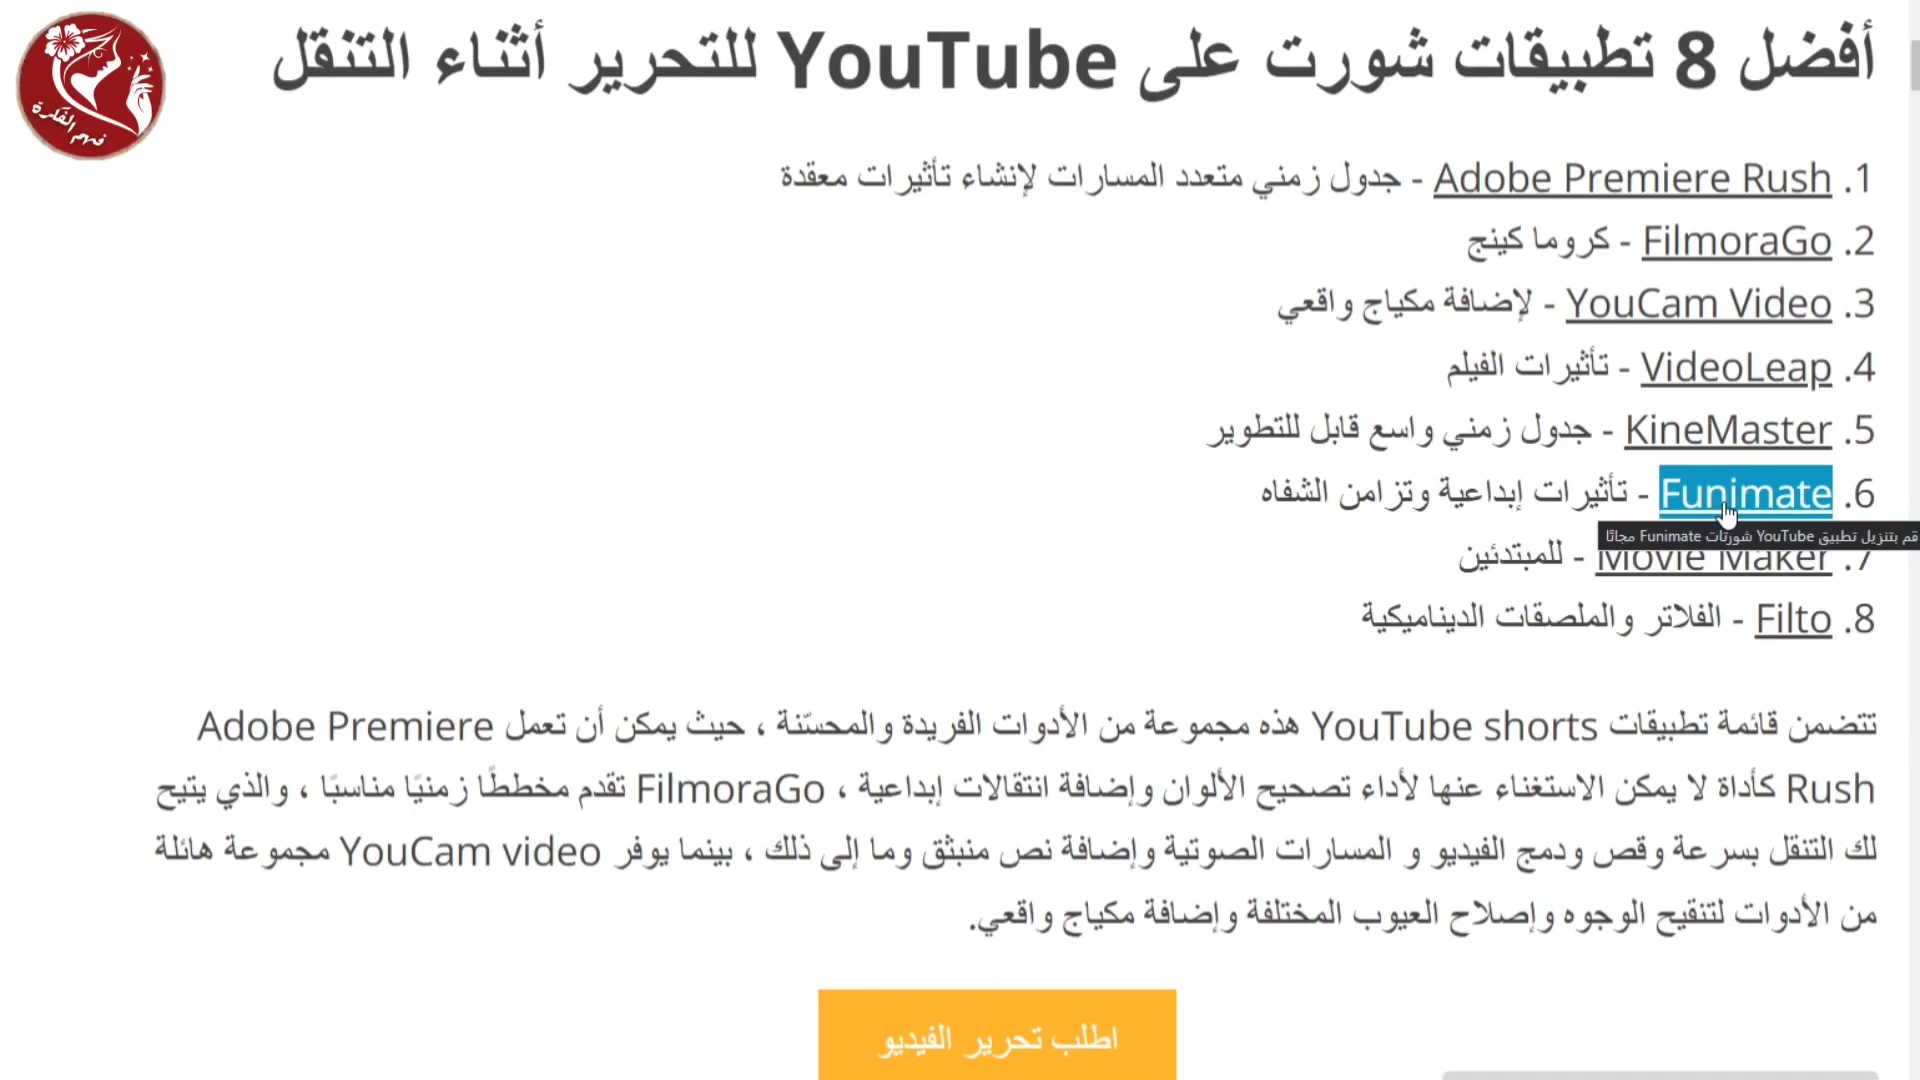 فهم الفكرة
أفضل 8 تطبيقات شورت على YouTube للتحرير أثناء التنقل
1. Adobe Premiere Rush - جدول زمني متعدد المسارات لإنشاء تأثيرات معقدة
2. FilmoraGo - كروما كينج
3. YouCam Video - لإضافة مكياج واقعي
4. VideoLeap - تأثيرات الفيلم
5. KineMaster - جدول زمني واسع قابل للتطوير
6. Funimate - تأثيرات إبداعية وتزامن الشفاه
قم بتنزيل تطبيق YouTube شورتات Funimate مجانًا
7. Movie Maker - للمبتدئين
8. Filto - الفلاتر والملصقات الديناميكية
تتضمن قائمة تطبيقات YouTube shorts هذه مجموعة من الأدوات الفريدة والمحسّنة ، حيث يمكن أن تعمل Adobe Premiere
Rush كأداة لا يمكن الاستغناء عنها لأداء تصحيح الألوان وإضافة انتقالات إبداعية ، FilmoraGo تقدم مخططًا زمنيًا مناسبًا ، والذي يتيح
لك التنقل بسرعة وقص ودمج الفيديو و المسارات الصوتية وإضافة نص منبثق وما إلى ذلك ، بينما يوفر YouCam video مجموعة هائلة
من الأدوات لتنقيح الوجوه وإصلاح العيوب المختلفة وإضافة مكياج واقعي.
اطلب تحرير الفيديو